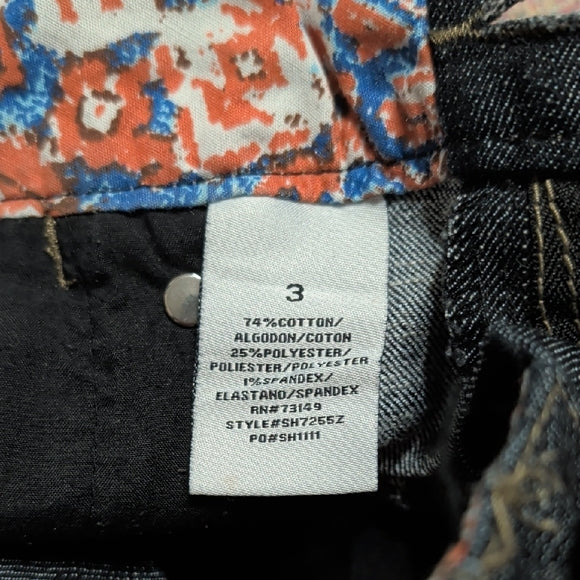 3
74%COTTON/
ALGODON/COTON
25%POLYESTER/
POLIESTER/POLYESTER
1%SPANDEX/
ELASTANO/SPANDEX
RN#73149
STYLE#SH7255Z
PO#SH1111